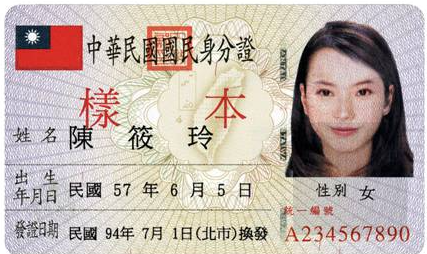 中華民國國民身分證
樣本
姓名 陳筱玲
出生年月日 民國 57 年 6 月 5 日
性別 女
統一編號
發證日期 民國 94年 7月 1日(北市)換發
A234567890